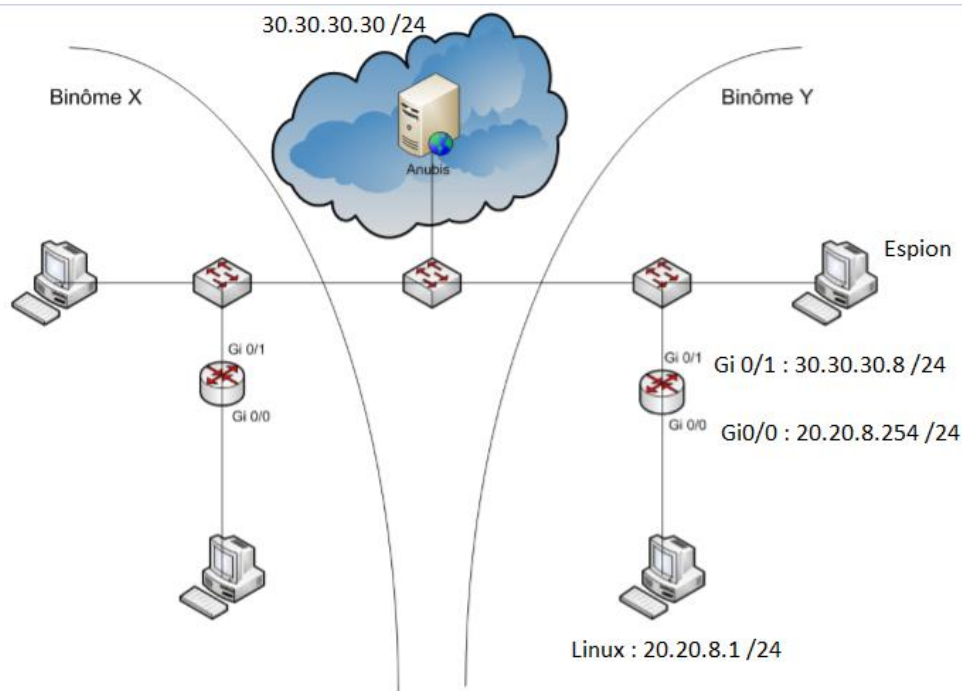 30.30.30.30 /24
Binôme X
Binôme Y
Anubis
Espion
Gi 0/1
Gi 0/0
Gi 0/1
Gi 0/1 : 30.30.30.8 /24
Gi 0/0
Gi0/0 : 20.20.8.254 /24
Linux : 20.20.8.1 /24